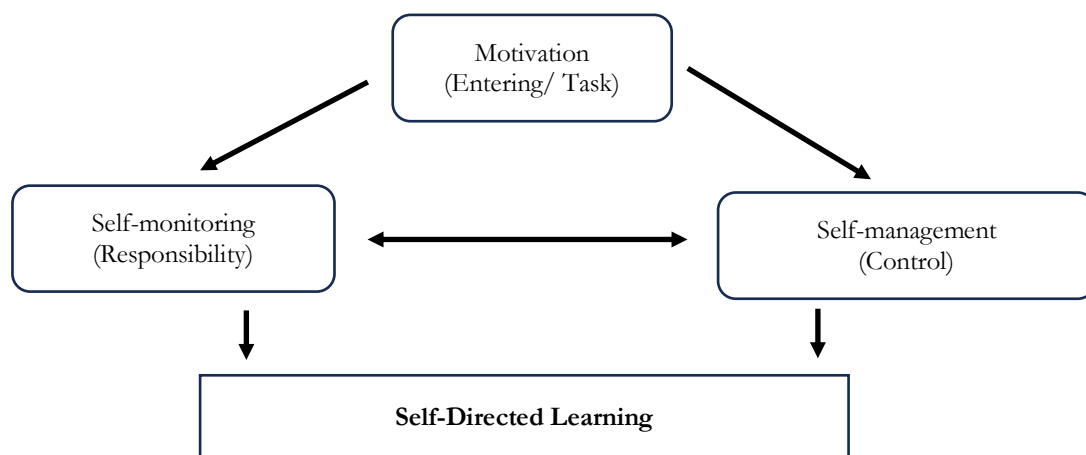 Motivation
(Entering/ Task)
Self-monitoring
(Responsibility)
Self-management
(Control)
Self-Directed Learning